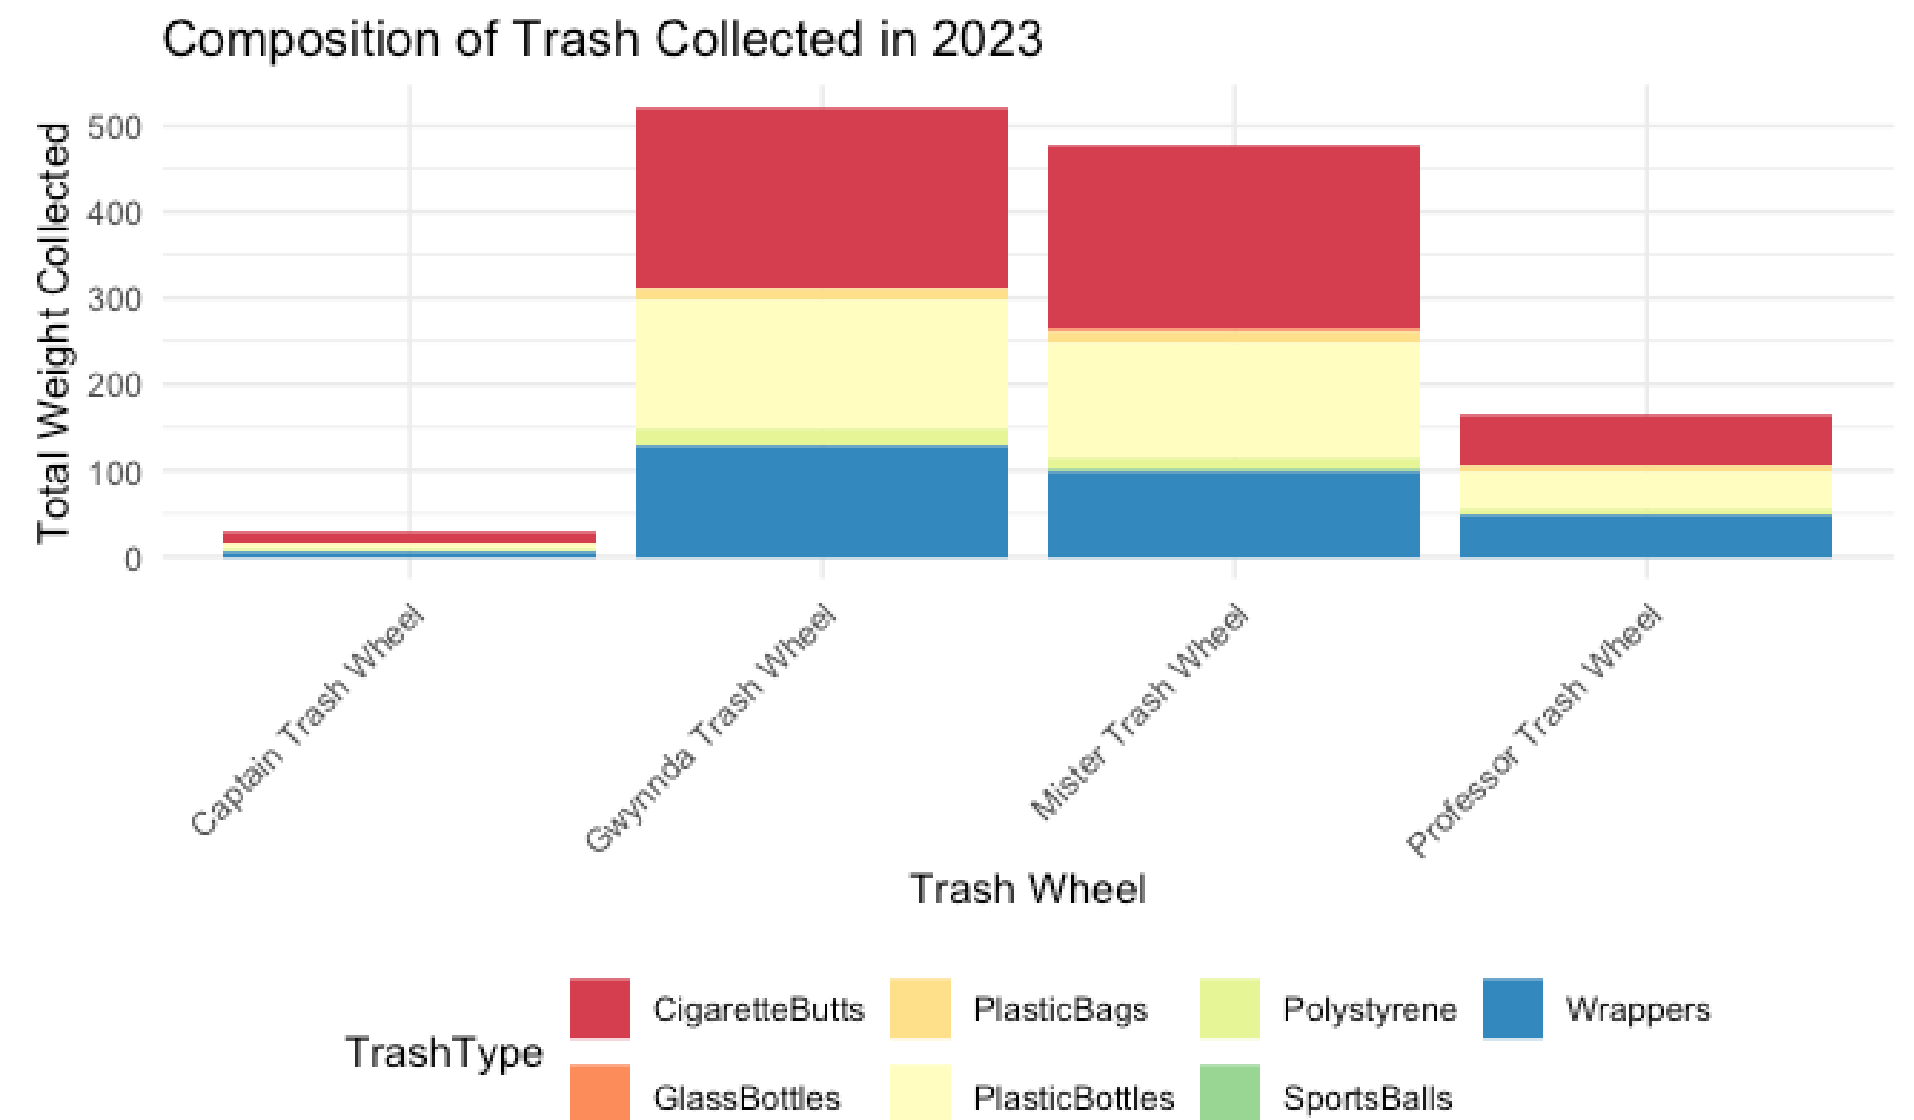 Composition of Trash Collected in 2023
Total Weight Collected
500
400
300
200
100
0
Captain Trash Wheel
Gwynnda Trash Wheel
Mister Trash Wheel
Professor Trash Wheel
Trash Wheel
TrashType
CigaretteButts
PlasticBags
Polystyrene
Wrappers
GlassBottles
PlasticBottles
SportsBalls